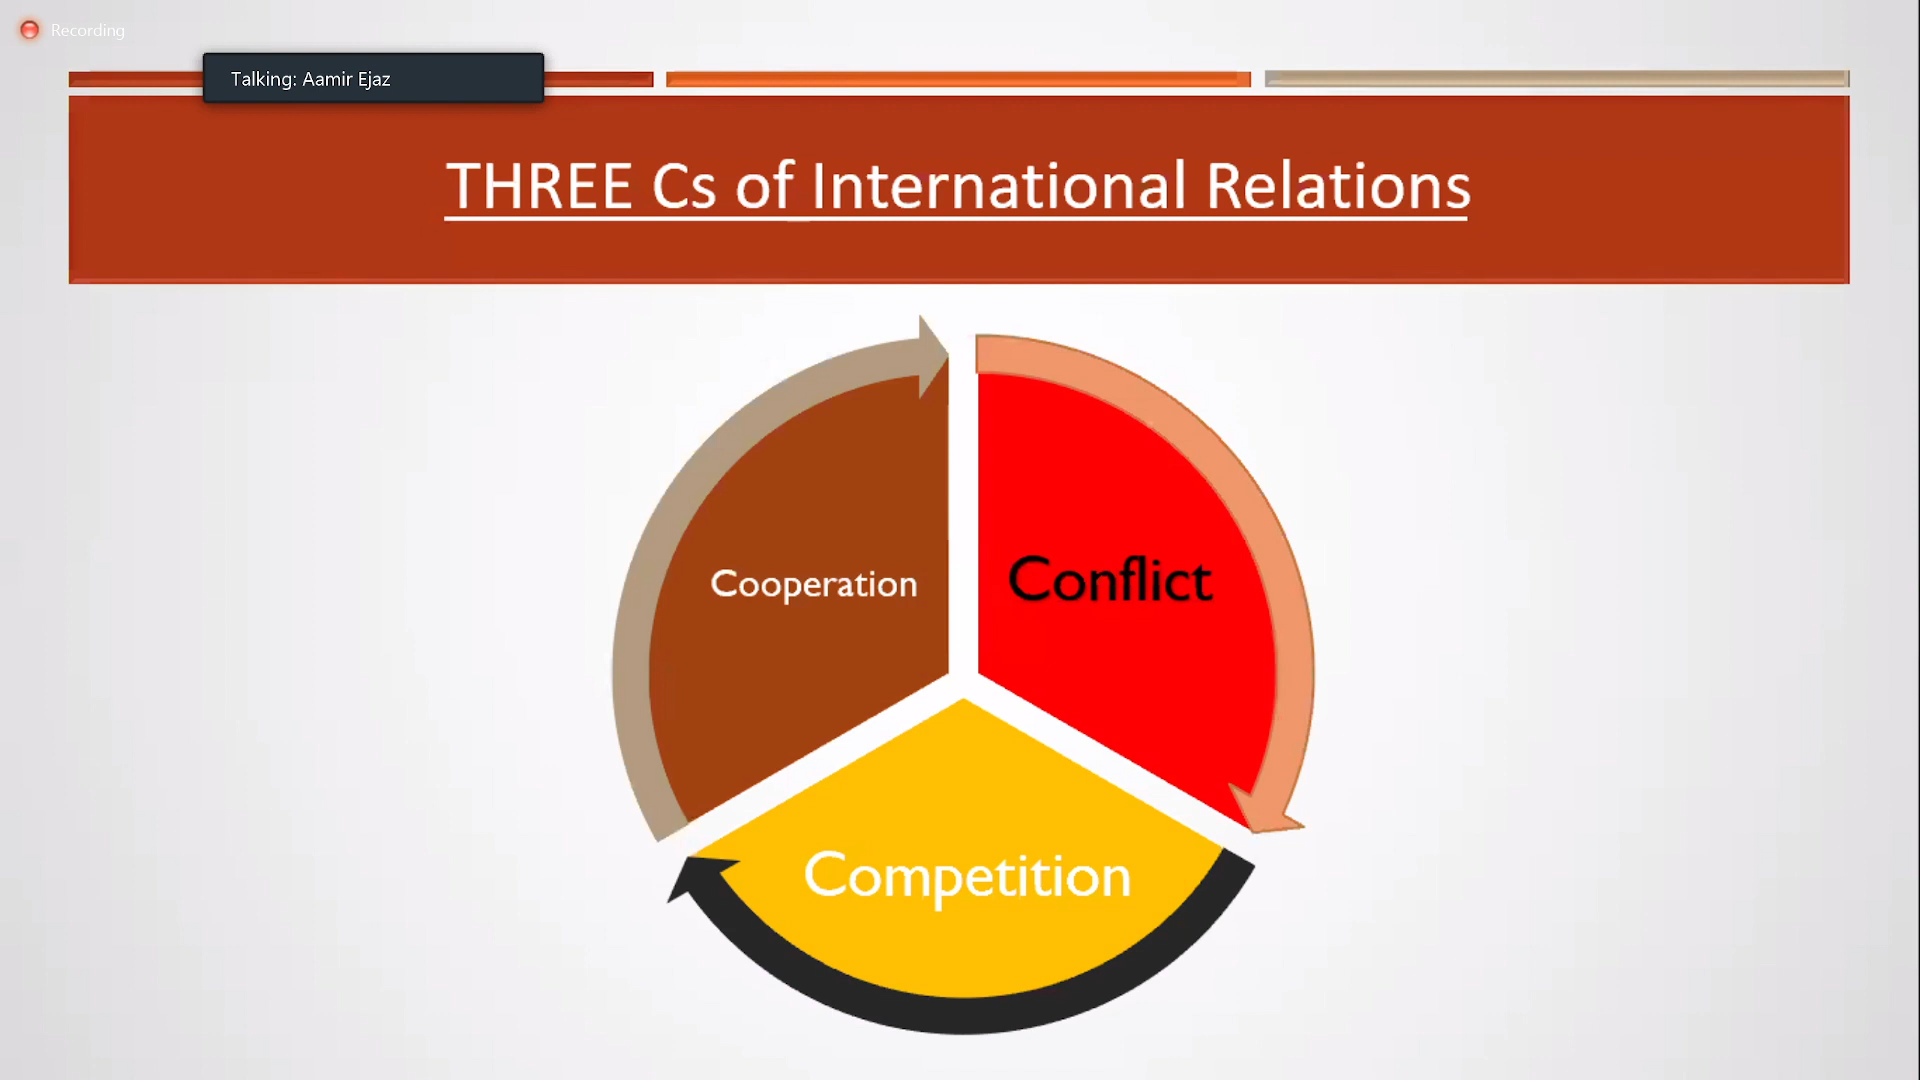 Recording
Talking: Aamir Ejaz
THREE Cs of International Relations
Cooperation
Conflict
Competition